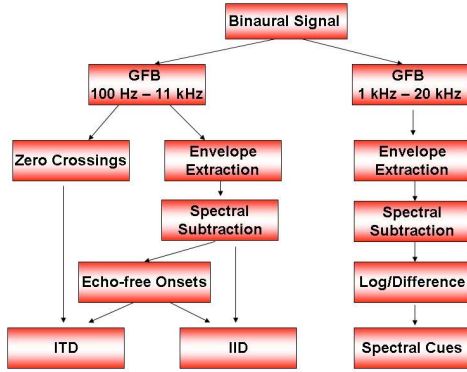 Binaural Signal
GFB
100 Hz – 11 kHz
GFB
1 kHz – 20 kHz
Zero Crossings
Envelope
Extraction
Envelope
Extraction
Spectral
Subtraction
Spectral
Subtraction
Echo-free Onsets
Log/Difference
ITD
IID
Spectral Cues